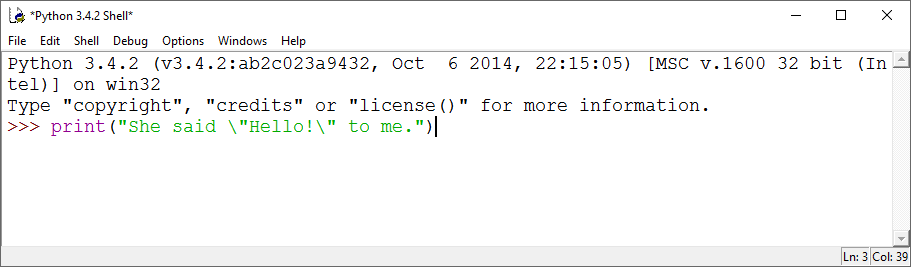 *Python 3.4.2 Shell*
File Edit Shell Debug Options Windows Help
Python 3.4.2 (v3.4.2:ab2c023a9432, Oct  6 2014, 22:15:05) [MSC v.1600 32 bit (In
tel)] on win32
Type "copyright", "credits" or "license()" for more information.
>>> print("She said \"Hello!\" to me.")
Ln: 3 Col: 39